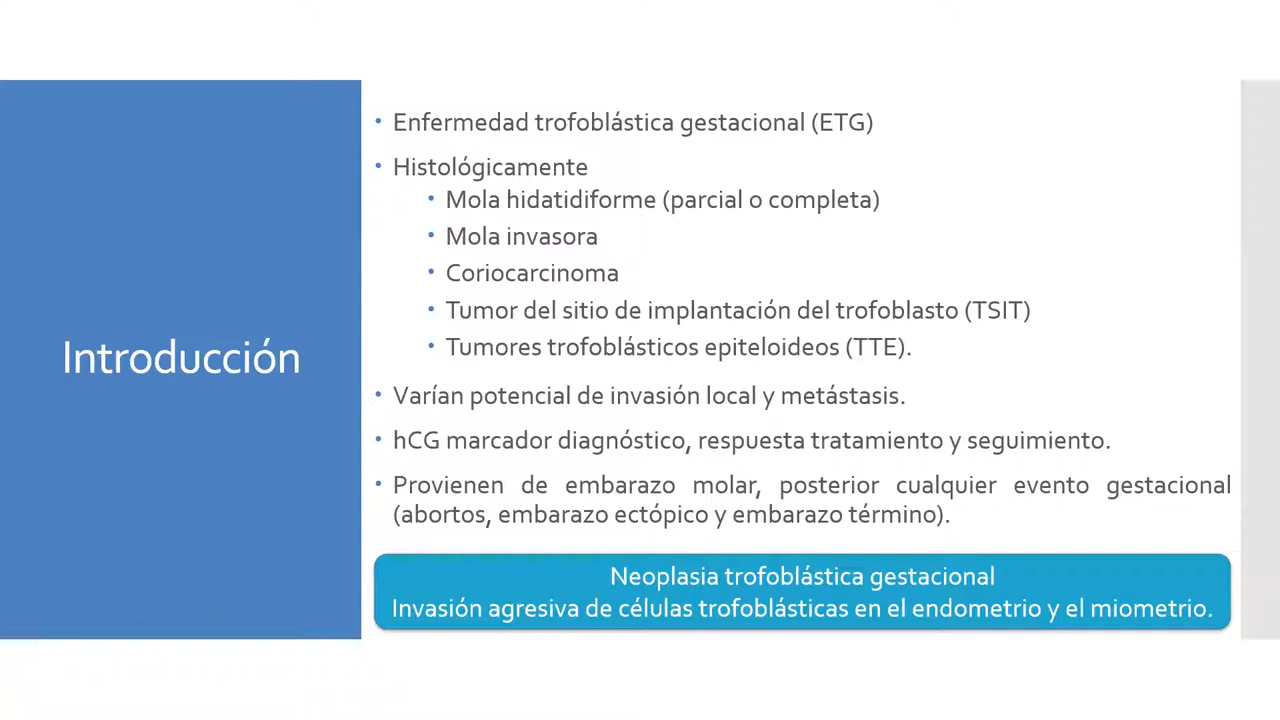 Introducción
• Enfermedad trofoblástica gestacional (ETG)
• Histológicamente
• Mola hidatidiforme (parcial o completa)
• Mola invasora
• Coriocarcinoma
• Tumor del sitio de implantación del trofoblasto (TSIT)
• Tumores trofoblásticos epiteloideos (TTE).
• Varían potencial de invasión local y metástasis.
• hCG marcador diagnóstico, respuesta tratamiento y seguimiento.
• Provienen de embarazo molar, posterior cualquier evento gestacional
(abortos, embarazo ectópico y embarazo término).
Neoplasia trofoblástica gestacional
Invasión agresiva de células trofoblásticas en el endometrio y el miometrio.